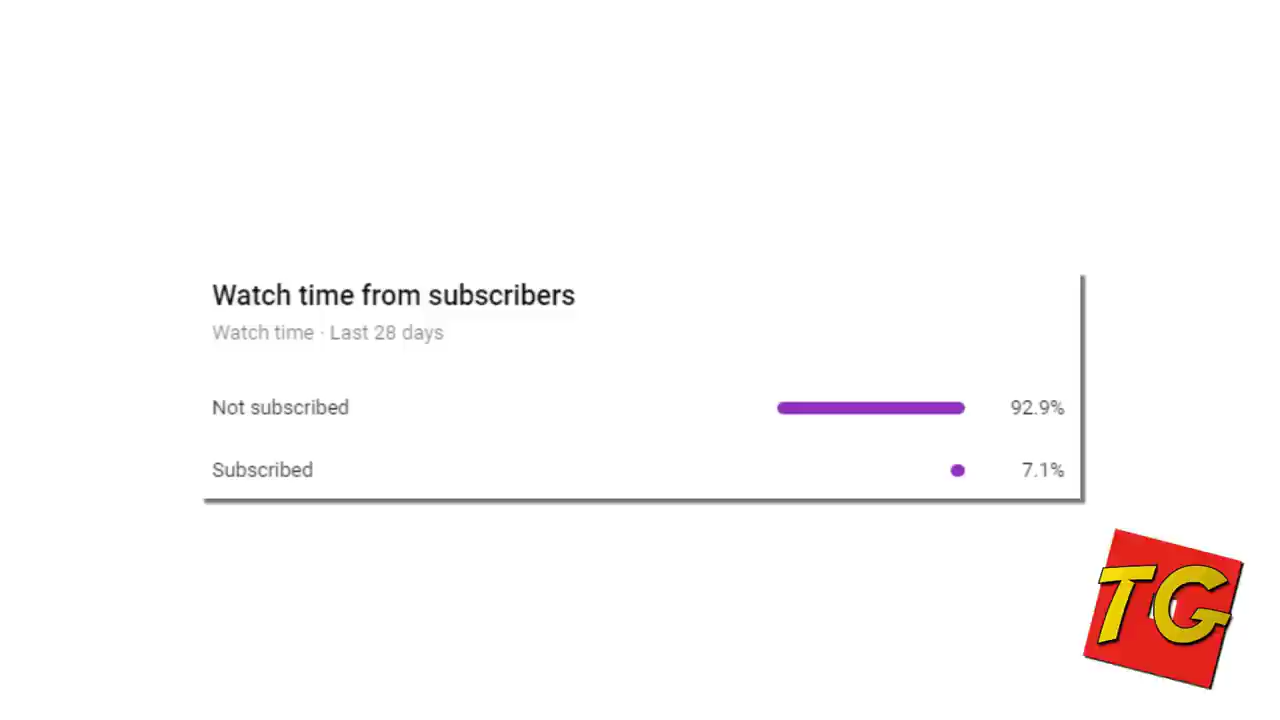 Watch time from subscribers
Watch time · Last 28 days
Not subscribed 92.9%
Subscribed 7.1%
TG